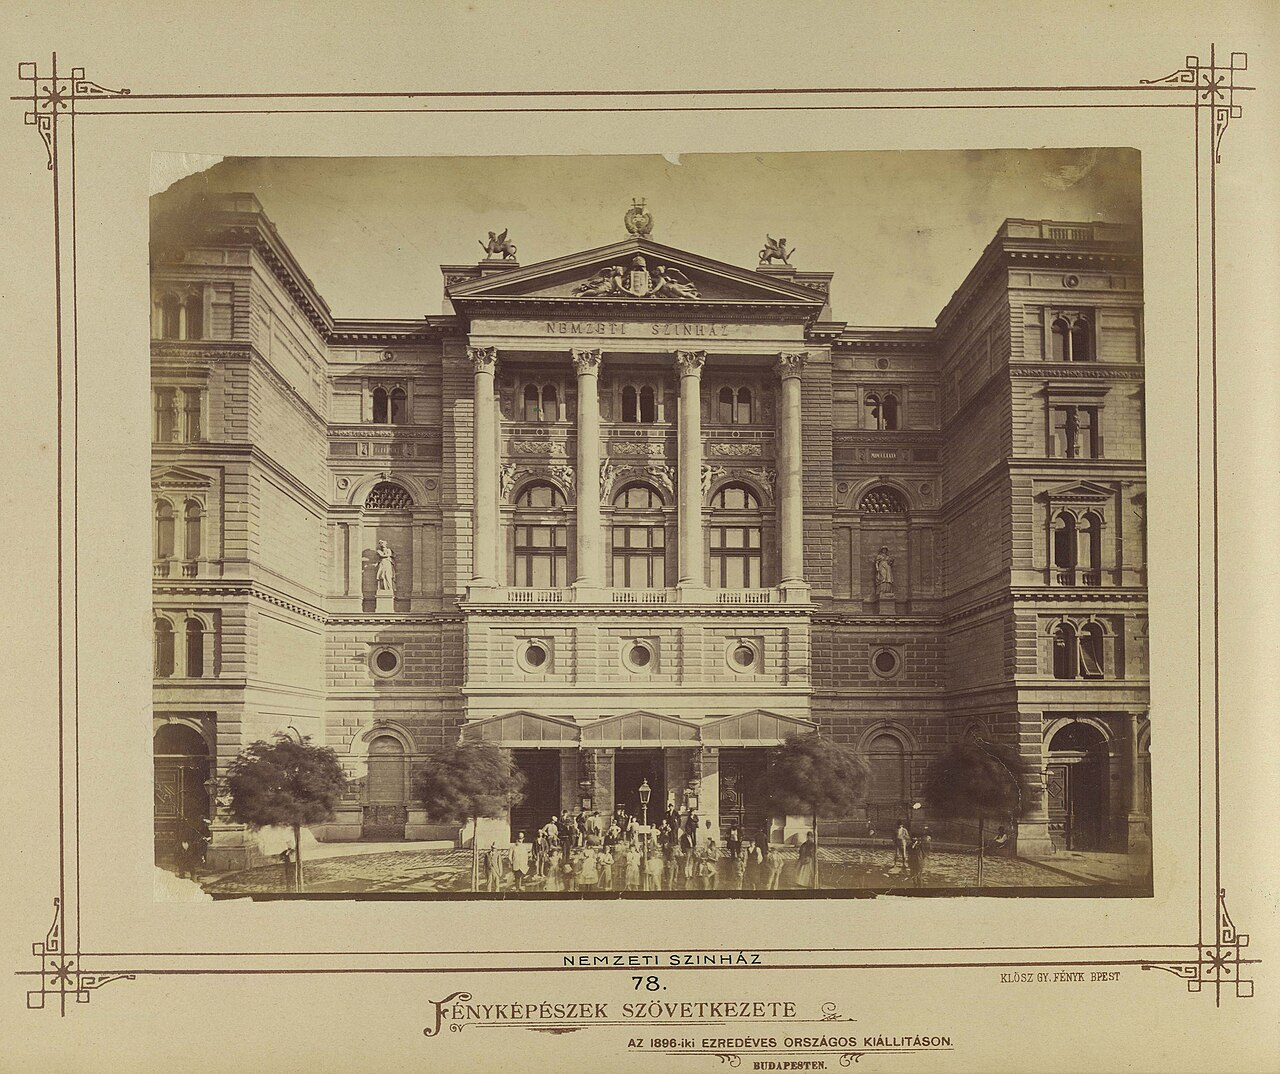 NEMZETI SZINHÁZ
NEMZETI SZINHÁZ
78.
KLÖSZ GY. FÉNYK BPEST
FÉNYKÉPÉSZEK SZÖVETKEZETE
AZ 1896-iki EZREDÉVES ORSZÁGOS KIÁLLITÁSON.
BUDAPESTEN.